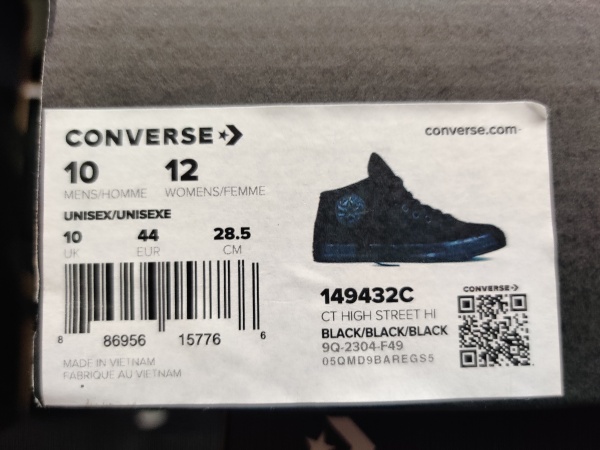 CONVERSE
converse.com
10 12
MENS/HOMME WOMENS/FEMME
UNISEX/UNISEXE
10 44 28.5
UK EUR CM
8 86956 15776 6
MADE IN VIETNAM
FABRIQUE AU VIETNAM
149432C
CT HIGH STREET HI
BLACK/BLACK/BLACK
9Q-2304-F49
05QMD9BAREGS5
CONVERSE